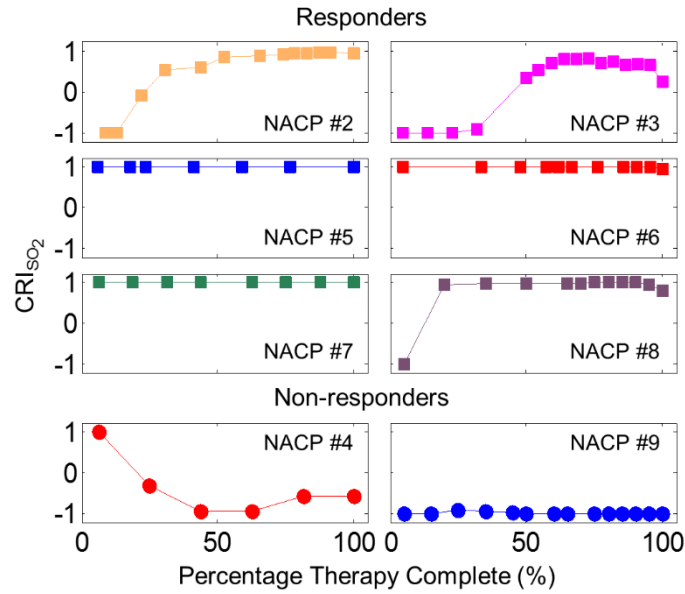 Responders
1
0
-1
NACP #2
NACP #3
1
0
-1
NACP #5
NACP #6
1
0
-1
NACP #7
NACP #8
CRI_SO2
Non-responders
1
0
-1
NACP #4
NACP #9
0
50
100
0
50
100
Percentage Therapy Complete (%)